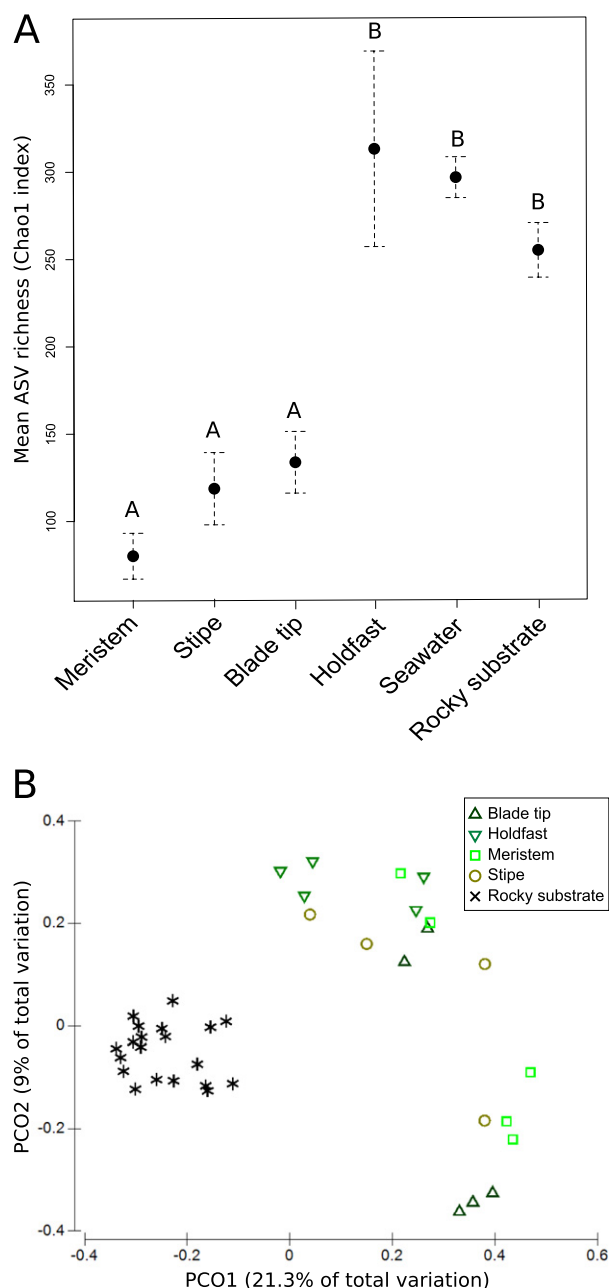 A
Mean ASV richness (Chao1 index)
350
300
250
200
150
100
B
B
B
A
A
A
Meristem
Stipe
Blade tip
Holdfast
Seawater
Rocky substrate
B
Blade tip
Holdfast
Meristem
Stipe
Rocky substrate
PCO2 (9% of total variation)
0.4
0.2
0
-0.2
-0.4
-0.4
-0.2
0
0.2
0.4
0.6
PCO1 (21.3% of total variation)